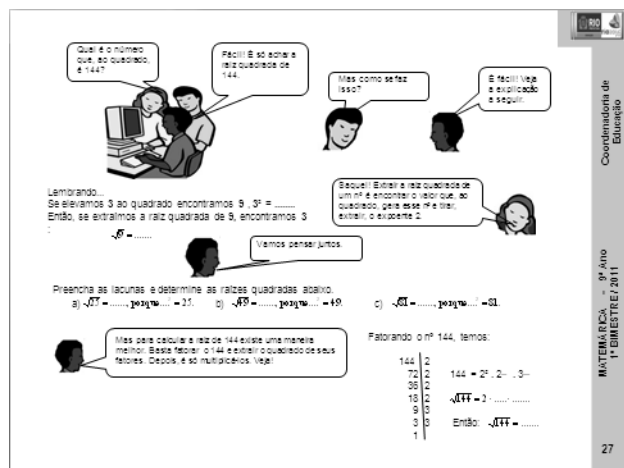 Qual é o número
que, ao quadrado,
é 144?
Fácil! É só achar a
raiz quadrada de
144.
Mas como se faz
isso?
É fácil! Veja
a explicação
a seguir.
RIO
Coordenadoria de
Educação
Lembrando...
Se elevamos 3 ao quadrado encontramos 9 , 3² = .......
Então, se extraímos a raiz quadrada de 9, encontramos 3
:
√9 = .......
Saquei! Extrair a raiz quadrada de
um nº é encontrar o valor que, ao
quadrado, gera esse nº e tirar,
extrair, o expoente 2.
Vamos pensar juntos.
Preencha as lacunas e determine as raízes quadradas abaixo.
a) √25 = ......, porque ...² = 25. b) √49 = ......, porque ...² = 49. c) √81 = ......, porque ...² = 81.
Mas para calcular a raiz de 144 existe uma maneira
melhor. Basta fatorar o 144 e extrair o quadrado de seus
fatores. Depois, é só multiplicá-los. Veja!
Fatorando o nº 144, temos:
144 2
72 2 144 = 2² . 2-- . 3--
36 2
18 2 √144 = 2 · ..... · .......
9 3
3 3 Então: √144 = .......
1
MATEMÁRICA - 9º Ano
1º BIMESTRE / 2011
27